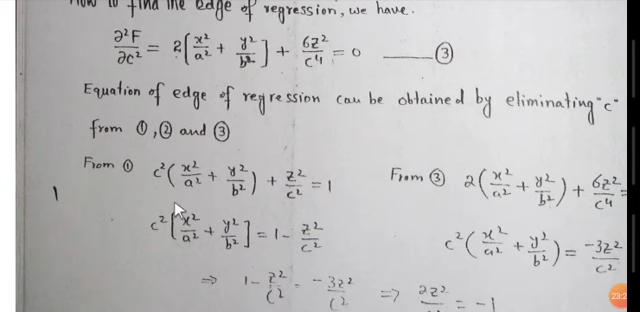 How to find the edge of regression, we have.
∂²F/∂c² = 2[x²/a² + y²/b²] + 6z²/c⁴ = 0 ——— ③
Equation of edge of regression can be obtained by eliminating "c"
from ①, ② and ③
From ① c²(x²/a² + y²/b²) + z²/c² = 1
From ③ 2(x²/a² + y²/b²) + 6z²/c⁴ =
c²[x²/a² + y²/b²] = 1 - z²/c²
c²(x²/a² + y²/b²) = -3z²/c²
⇒ 1 - z²/c² = -3z²/c² ⇒ 2z²/ = -1
1